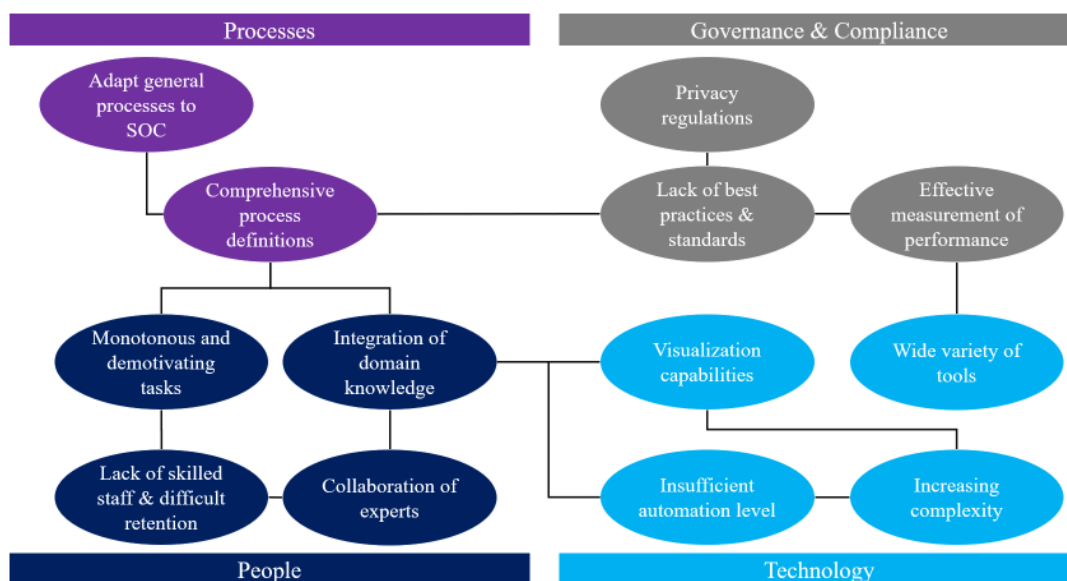 Processes
Governance & Compliance
Adapt general
processes to
SOC
Privacy
regulations
Comprehensive
process
definitions
Lack of best
practices &
standards
Effective
measurement of
performance
Monotonous and
demotivating
tasks
Integration of
domain
knowledge
Visualization
capabilities
Wide variety of
tools
Lack of skilled
staff & difficult
retention
Collaboration of
experts
Insufficient
automation level
Increasing
complexity
People
Technology